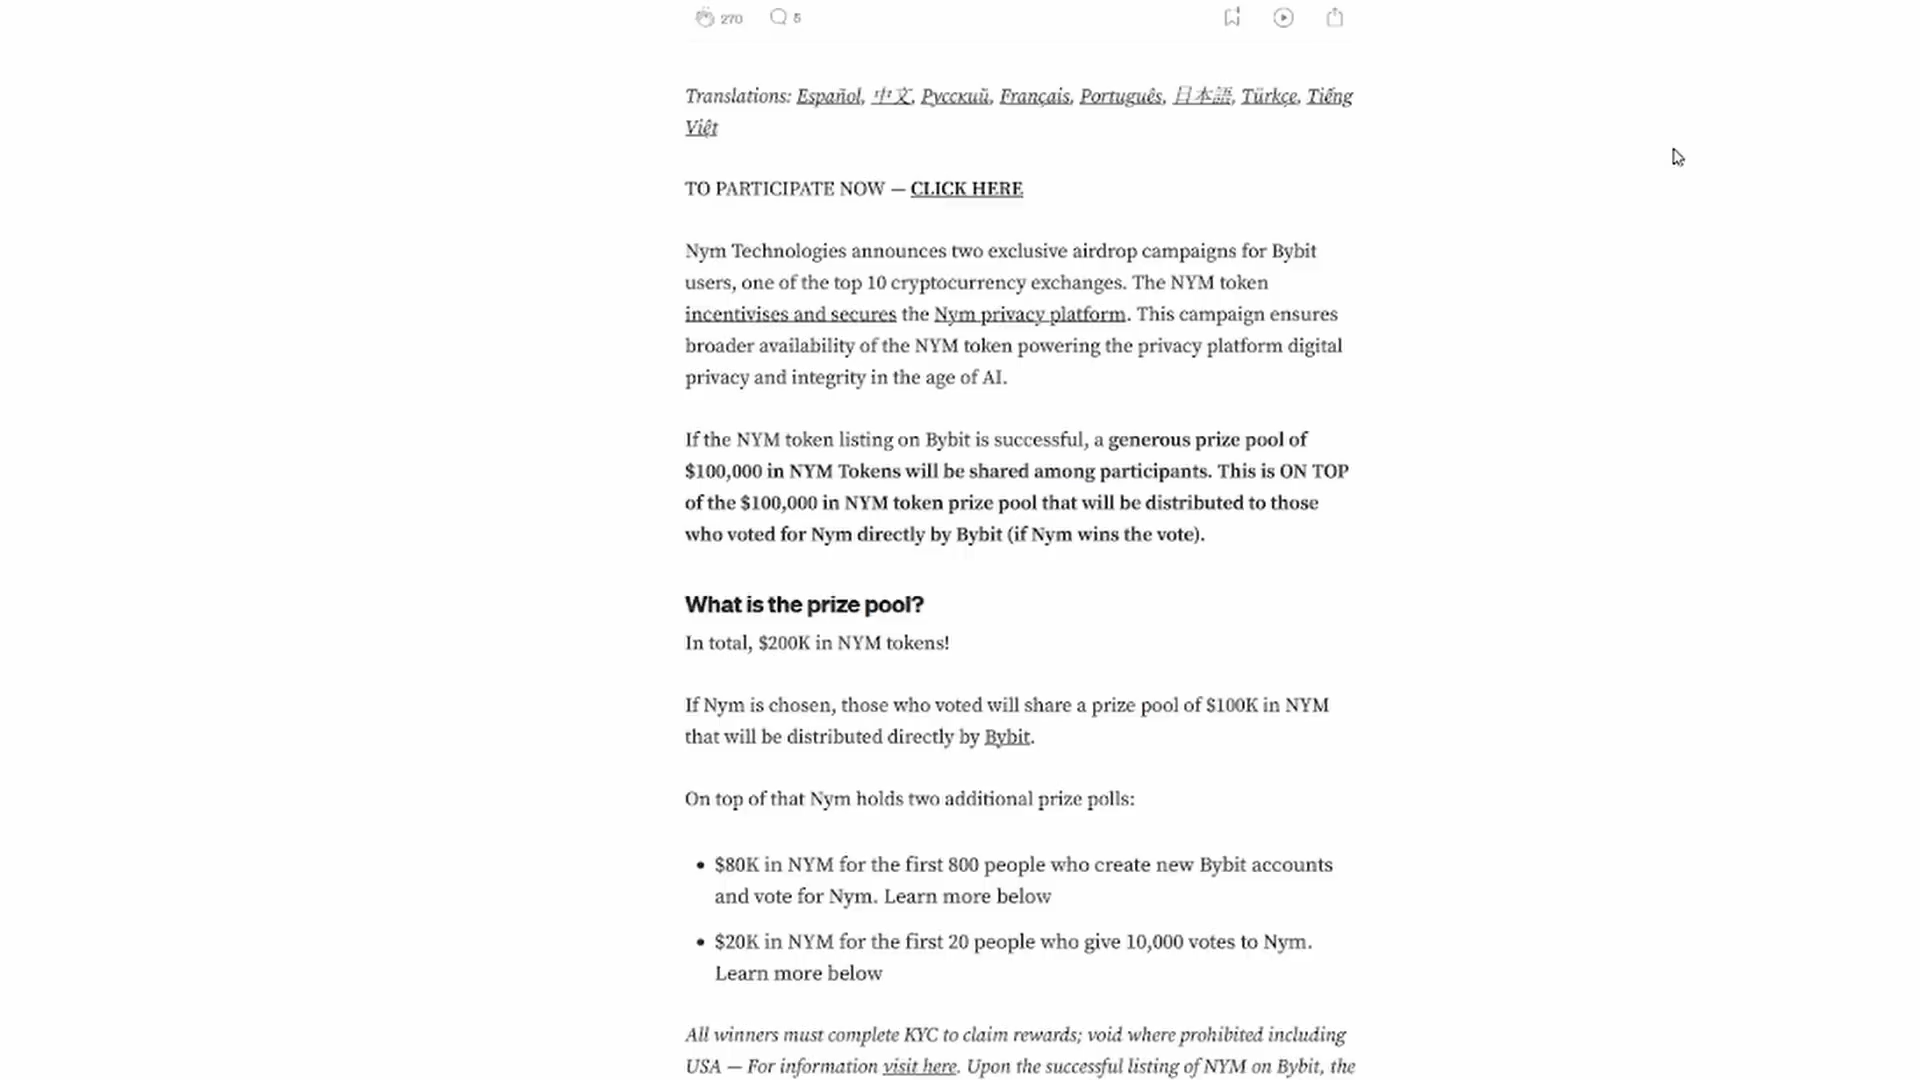 270 5
Translations: Español, 中文, Русский, Français, Português, 日本語, Türkçe, Tiếng
Việt
TO PARTICIPATE NOW — CLICK HERE
Nym Technologies announces two exclusive airdrop campaigns for Bybit
users, one of the top 10 cryptocurrency exchanges. The NYM token
incentivises and secures the Nym privacy platform. This campaign ensures
broader availability of the NYM token powering the privacy platform digital
privacy and integrity in the age of AI.
If the NYM token listing on Bybit is successful, a generous prize pool of
$100,000 in NYM Tokens will be shared among participants. This is ON TOP
of the $100,000 in NYM token prize pool that will be distributed to those
who voted for Nym directly by Bybit (if Nym wins the vote).
What is the prize pool?
In total, $200K in NYM tokens!
If Nym is chosen, those who voted will share a prize pool of $100K in NYM
that will be distributed directly by Bybit.
On top of that Nym holds two additional prize polls:
• $80K in NYM for the first 800 people who create new Bybit accounts
and vote for Nym. Learn more below
• $20K in NYM for the first 20 people who give 10,000 votes to Nym.
Learn more below
All winners must complete KYC to claim rewards; void where prohibited including
USA — For information visit here. Upon the successful listing of NYM on Bybit, the